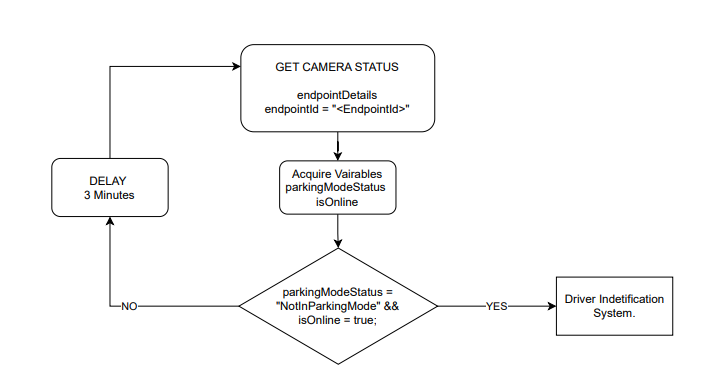 GET CAMERA STATUS
endpointDetails
endpointId = "<EndpointId>"
DELAY
3 Minutes
Acquire Vairables
parkingModeStatus
isOnline
parkingModeStatus =
"NotInParkingMode" &&
isOnline = true;
NO
YES
Driver Indetification
System.